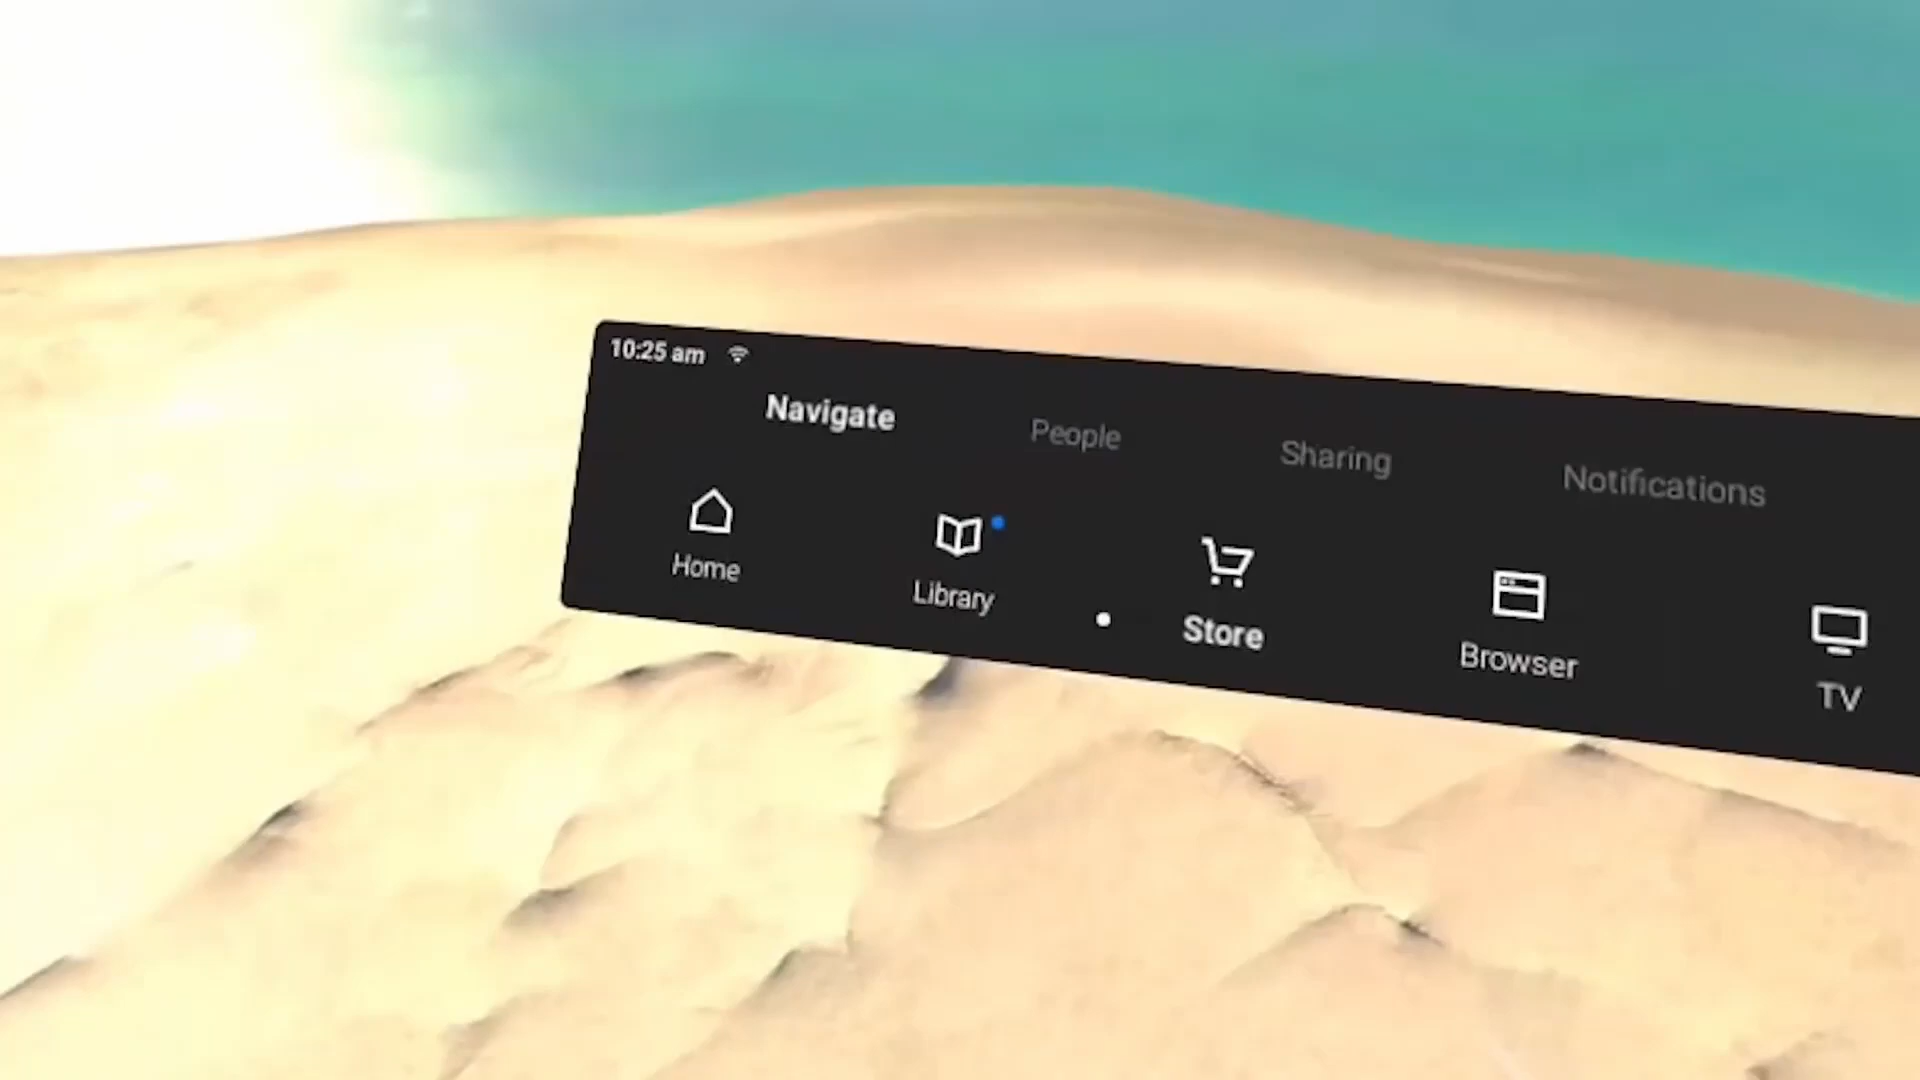 10:25 am
Navigate
People
Sharing
Notifications
Home
Library
Store
Browser
TV